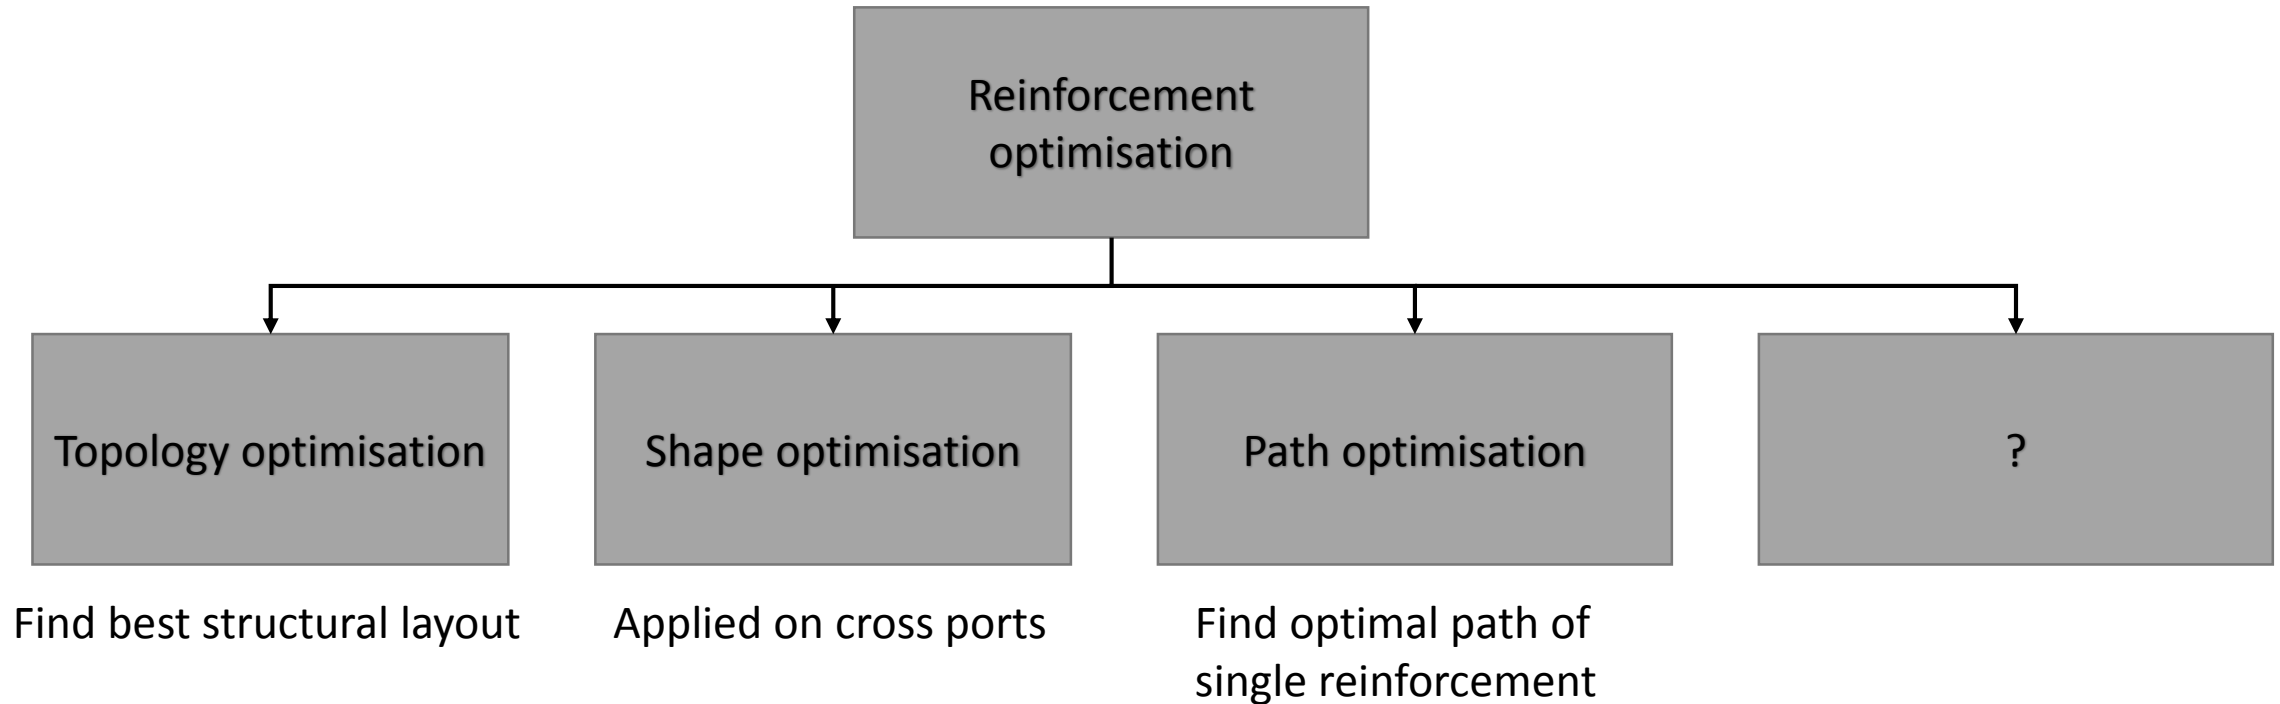 Reinforcement
optimisation
Topology optimisation
Shape optimisation
Path optimisation
?
Find best structural layout
Applied on cross ports
Find optimal path of
single reinforcement